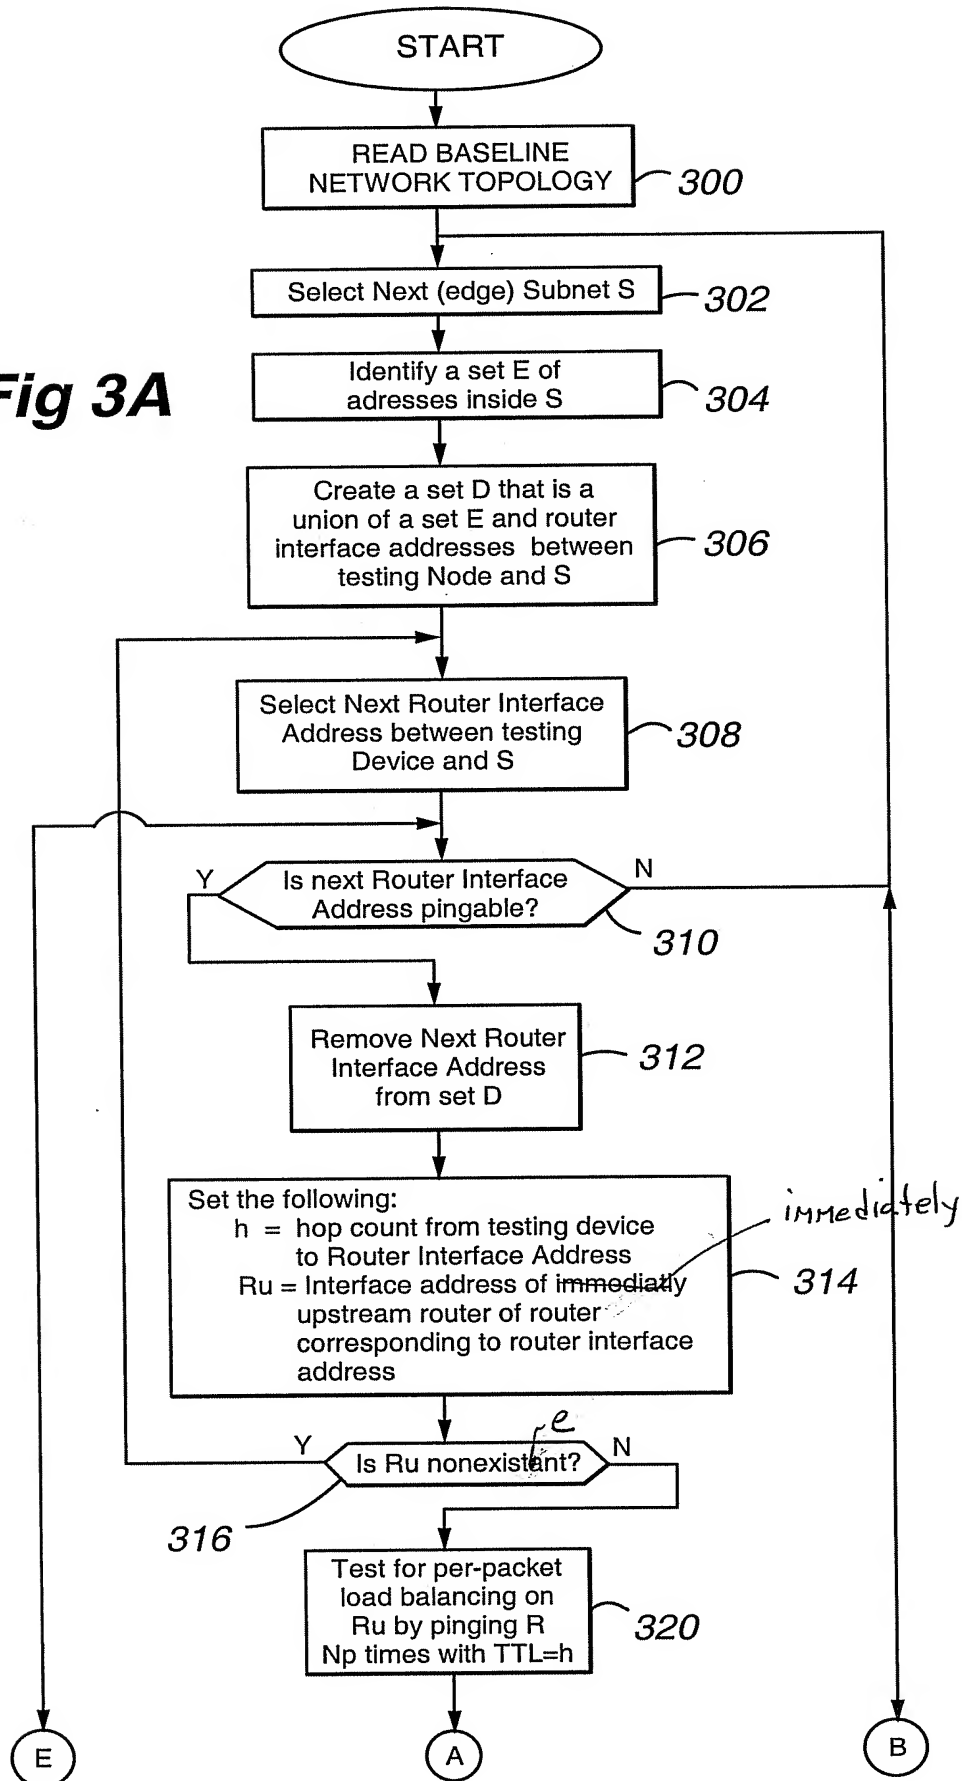 START
READ BASELINE
NETWORK TOPOLOGY
300
Select Next (edge) Subnet S
302
Fig 3A
Identify a set E of
adresses inside S
304
Create a set D that is a
union of a set E and router
interface addresses between
testing Node and S
306
Select Next Router Interface
Address between testing
Device and S
308
Y
Is next Router Interface
Address pingable?
N
310
Remove Next Router
Interface Address
from set D
312
Set the following:
h = hop count from testing device
to Router Interface Address
Ru = Interface address of immediatly
upstream router of router
corresponding to router interface
address
immediately
314
Y
Is Ru nonexistant?
e
N
316
Test for per-packet
load balancing on
Ru by pinging R
Np times with TTL=h
320
E
A
B